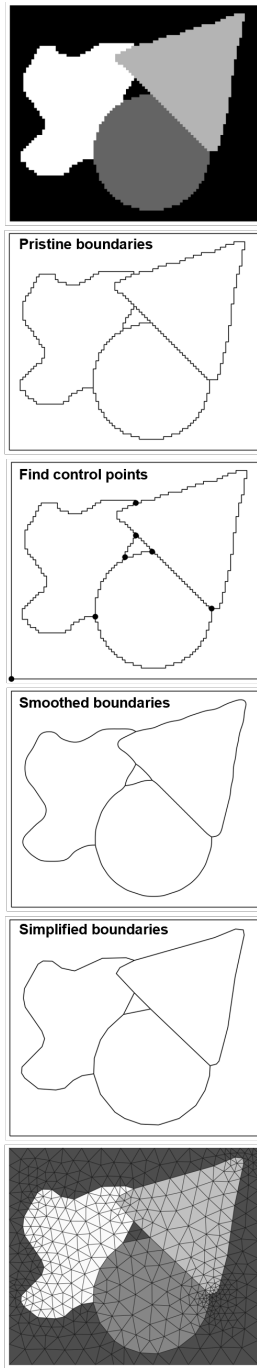 Pristine boundaries
Find control points
Smoothed boundaries
Simplified boundaries